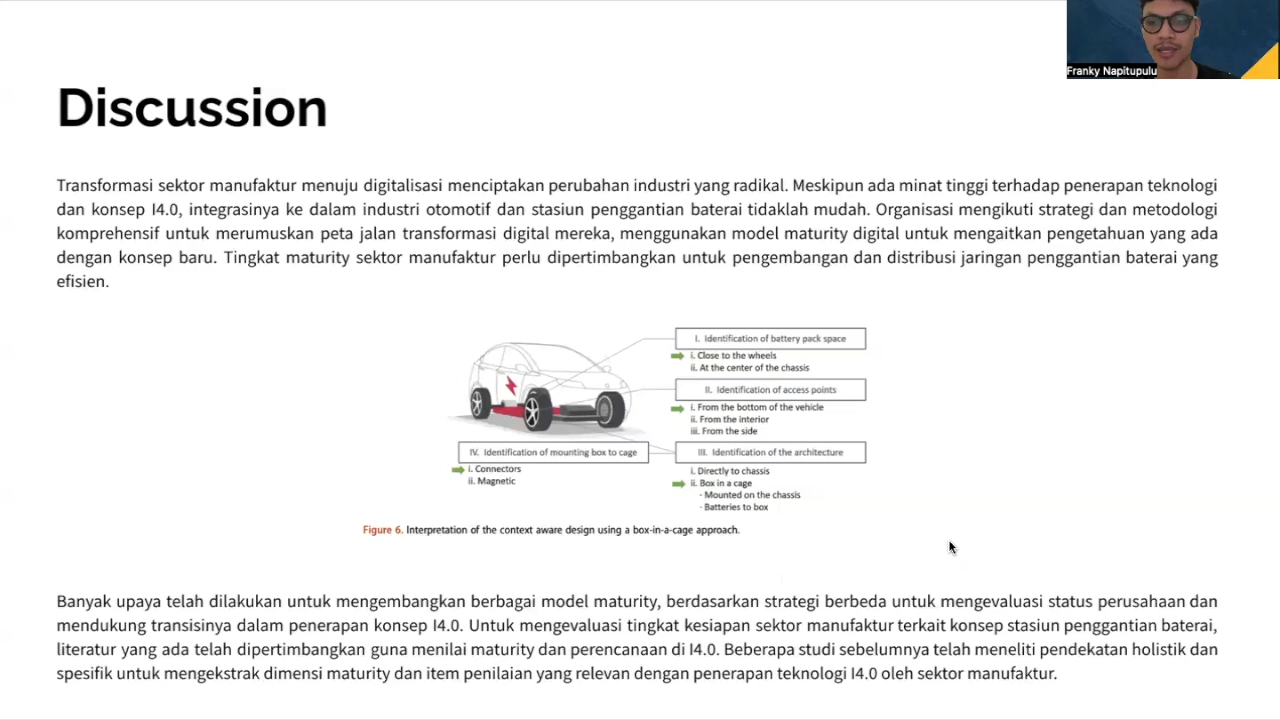 Franky Napitupulu
Discussion
Transformasi sektor manufaktur menuju digitalisasi menciptakan perubahan industri yang radikal. Meskipun ada minat tinggi terhadap penerapan teknologi
dan konsep I4.0, integrasinya ke dalam industri otomotif dan stasiun penggantian baterai tidaklah mudah. Organisasi mengikuti strategi dan metodologi
komprehensif untuk merumuskan peta jalan transformasi digital mereka, menggunakan model maturity digital untuk mengaitkan pengetahuan yang ada
dengan konsep baru. Tingkat maturity sektor manufaktur perlu dipertimbangkan untuk pengembangan dan distribusi jaringan penggantian baterai yang
efisien.
I. Identification of battery pack space
i. Close to the wheels
ii. At the center of the chassis
II. Identification of access points
i. From the bottom of the vehicle
ii. From the interior
iii. From the side
IV. Identification of mounting box to cage
i. Connectors
ii. Magnetic
III. Identification of the architecture
i. Directly to chassis
ii. Box in a cage
- Mounted on the chassis
- Batteries to box
Figure 6. Interpretation of the context aware design using a box-in-a-cage approach.
Banyak upaya telah dilakukan untuk mengembangkan berbagai model maturity, berdasarkan strategi berbeda untuk mengevaluasi status perusahaan dan
mendukung transisinya dalam penerapan konsep I4.0. Untuk mengevaluasi tingkat kesiapan sektor manufaktur terkait konsep stasiun penggantian baterai,
literatur yang ada telah dipertimbangkan guna menilai maturity dan perencanaan di I4.0. Beberapa studi sebelumnya telah meneliti pendekatan holistik dan
spesifik untuk mengekstrak dimensi maturity dan item penilaian yang relevan dengan penerapan teknologi I4.0 oleh sektor manufaktur.